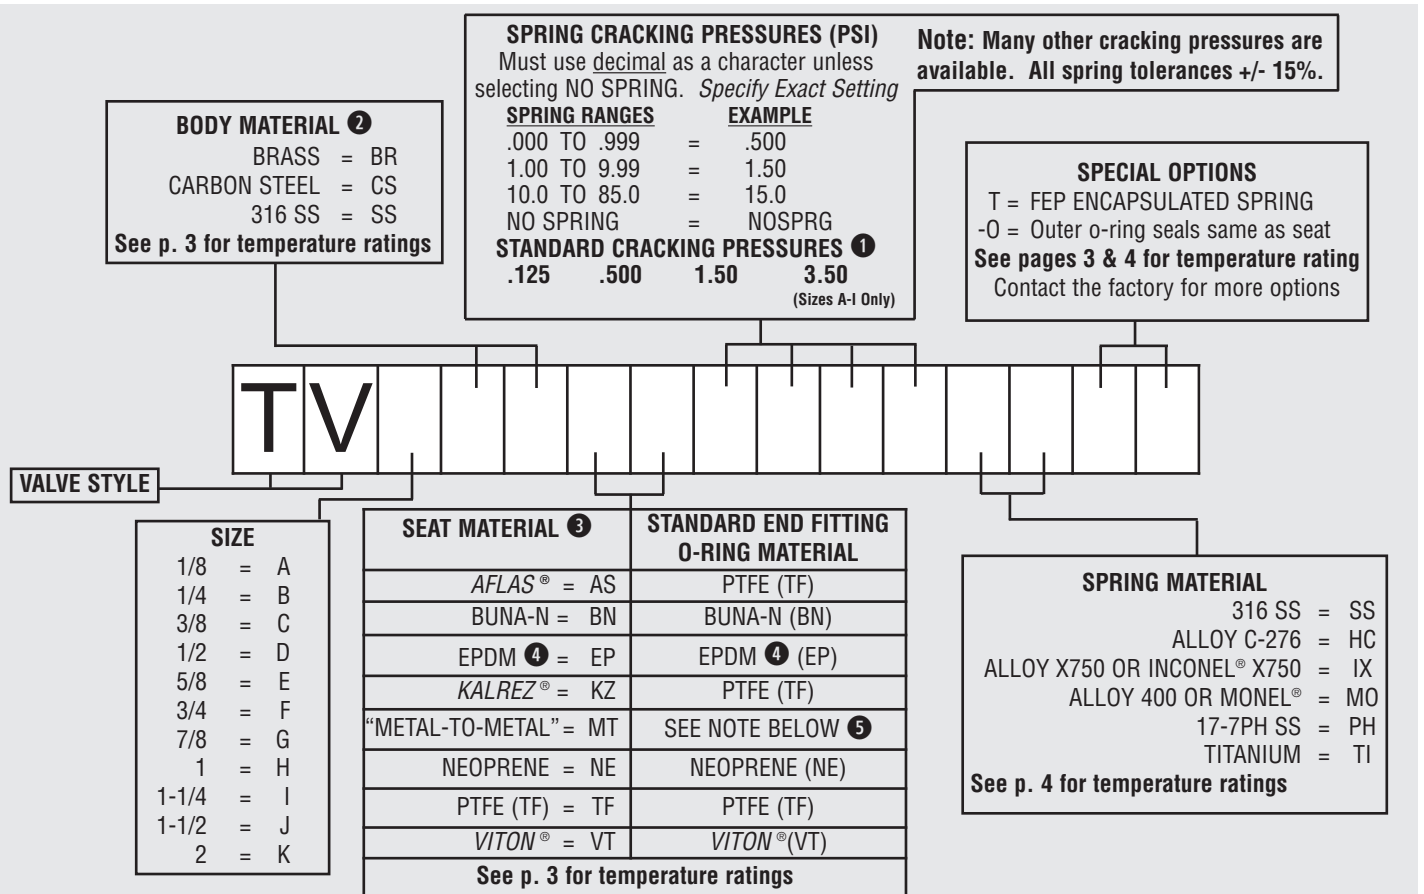 SPRING CRACKING PRESSURES (PSI)
Must use decimal as a character unless
selecting NO SPRING. Specify Exact Setting
SPRING RANGES EXAMPLE
.000 TO .999 = .500
1.00 TO 9.99 = 1.50
10.0 TO 85.0 = 15.0
NO SPRING = NOSPRG
STANDARD CRACKING PRESSURES ❶
.125 .500 1.50 3.50
(Sizes A-I Only)
Note: Many other cracking pressures are
available. All spring tolerances +/- 15%.
BODY MATERIAL ❷
BRASS = BR
CARBON STEEL = CS
316 SS = SS
See p. 3 for temperature ratings
SPECIAL OPTIONS
T = FEP ENCAPSULATED SPRING
-O = Outer o-ring seals same as seat
See pages 3 & 4 for temperature rating
Contact the factory for more options
TV
VALVE STYLE
SIZE
1/8 = A
1/4 = B
3/8 = C
1/2 = D
5/8 = E
3/4 = F
7/8 = G
1 = H
1-1/4 = I
1-1/2 = J
2 = K
SEAT MATERIAL ❸ STANDARD END FITTING
O-RING MATERIAL
AFLAS ® = AS PTFE (TF)
BUNA-N = BN BUNA-N (BN)
EPDM ❹ = EP EPDM ❹ (EP)
KALREZ ® = KZ PTFE (TF)
“METAL-TO-METAL” = MT SEE NOTE BELOW ❺
NEOPRENE = NE NEOPRENE (NE)
PTFE (TF) = TF PTFE (TF)
VITON ® = VT VITON ®(VT)
See p. 3 for temperature ratings
SPRING MATERIAL
316 SS = SS
ALLOY C-276 = HC
ALLOY X750 OR INCONEL® X750 = IX
ALLOY 400 OR MONEL® = MO
17-7PH SS = PH
TITANIUM = TI
See p. 4 for temperature ratings